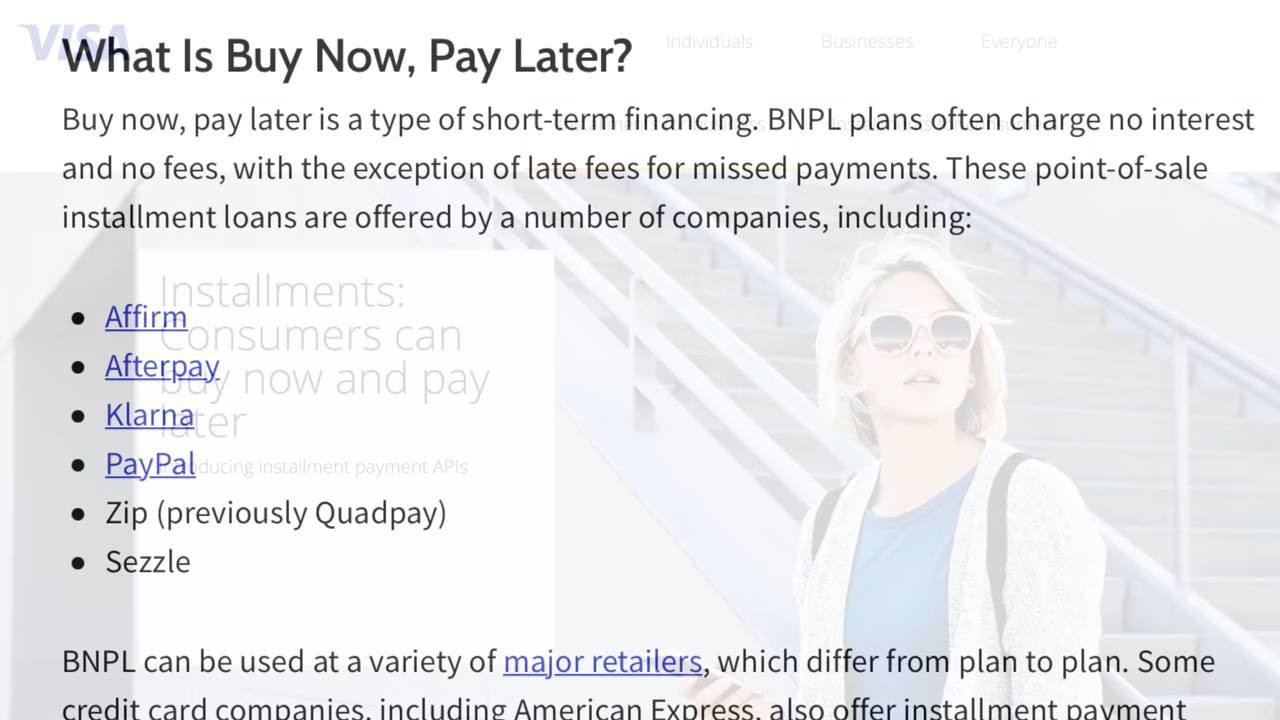 VISA
Individuals
Businesses
Everyone
What Is Buy Now, Pay Later?
Buy now, pay later is a type of short-term financing. BNPL plans often charge no interest
and no fees, with the exception of late fees for missed payments. These point-of-sale
installment loans are offered by a number of companies, including:
Installments:
Consumers can
buy now and pay
later
installment payment APIs
● Affirm
● Afterpay
● Klarna
● PayPal
● Zip (previously Quadpay)
● Sezzle
BNPL can be used at a variety of major retailers, which differ from plan to plan. Some
credit card companies, including American Express, also offer installment payment